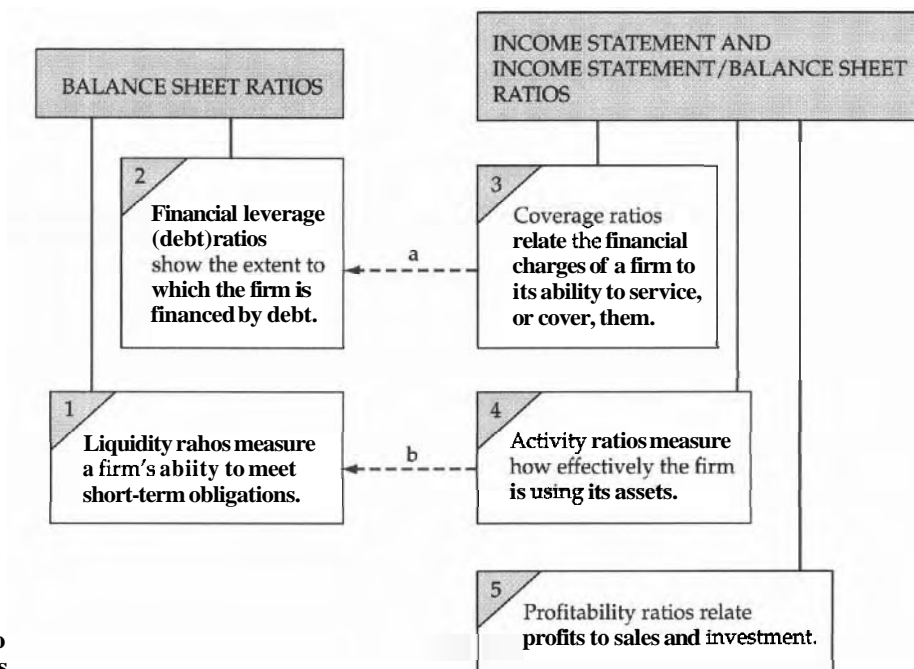 BALANCE SHEET RATIOS
INCOME STATEMENT AND
INCOME STATEMENT/BALANCE SHEET
RATIOS
2
Financial leverage
(debt)ratios
show the extent to
which the firm is
financed by debt.
a
3
Coverage ratios
relate the financial
charges of a firm to
its ability to service,
or cover, them.
1
Liquidity rahos measure
a firm's abiity to meet
short-term obligations.
b
4
Activity ratios measure
how effectively the firm
is using its assets.
5
Profitability ratios relate
profits to sales and investment.